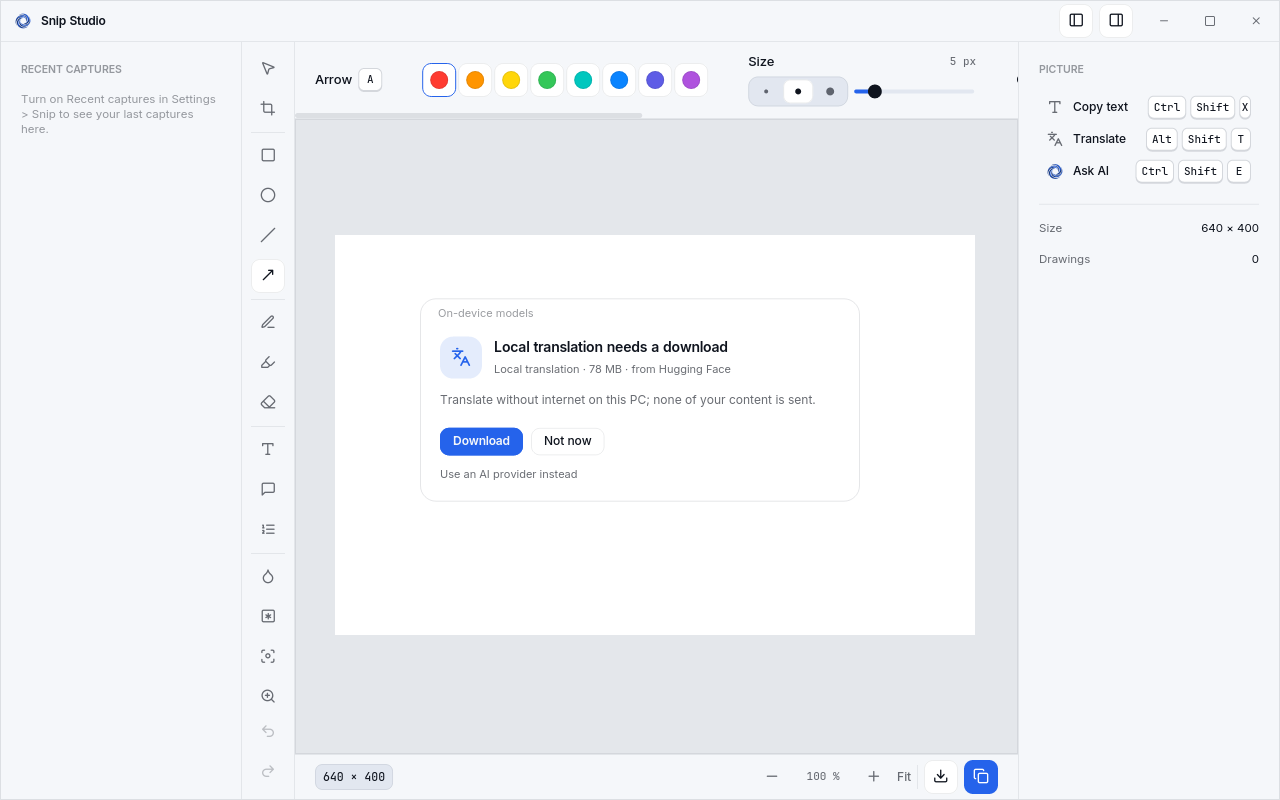 Snip Studio
RECENT CAPTURES
Turn on Recent captures in Settings
> Snip to see your last captures
here.
Arrow A
Size 5 px
On-device models
Local translation needs a download
Local translation · 78 MB · from Hugging Face
Translate without internet on this PC; none of your content is sent.
Download Not now
Use an AI provider instead
640 × 400
100 %
Fit
PICTURE
Copy text Ctrl Shift X
Translate Alt Shift T
Ask AI Ctrl Shift E
Size 640 × 400
Drawings 0